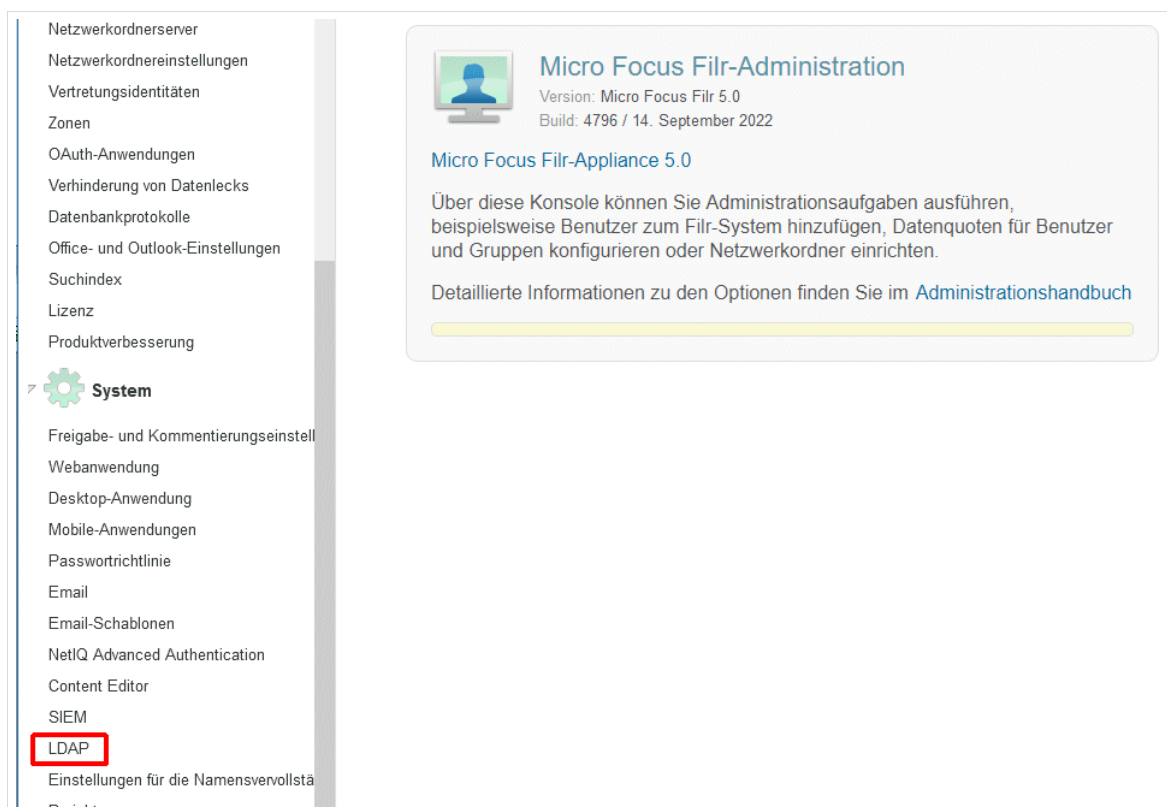 Netzwerkordnerserver
Netzwerkordnereinstellungen
Vertretungsidentitäten
Zonen
OAuth-Anwendungen
Verhinderung von Datenlecks
Datenbankprotokolle
Office- und Outlook-Einstellungen
Suchindex
Lizenz
Produktverbesserung
System
Freigabe- und Kommentierungseinstell
Webanwendung
Desktop-Anwendung
Mobile-Anwendungen
Passwortrichtlinie
Email
Email-Schablonen
NetIQ Advanced Authentication
Content Editor
SIEM
LDAP
Einstellungen für die Namensvervollstä
Micro Focus Filr-Administration
Version: Micro Focus Filr 5.0
Build: 4796 / 14. September 2022
Micro Focus Filr-Appliance 5.0
Über diese Konsole können Sie Administrationsaufgaben ausführen,
beispielsweise Benutzer zum Filr-System hinzufügen, Datenquoten für Benutzer
und Gruppen konfigurieren oder Netzwerkordner einrichten.
Detaillierte Informationen zu den Optionen finden Sie im Administrationshandbuch